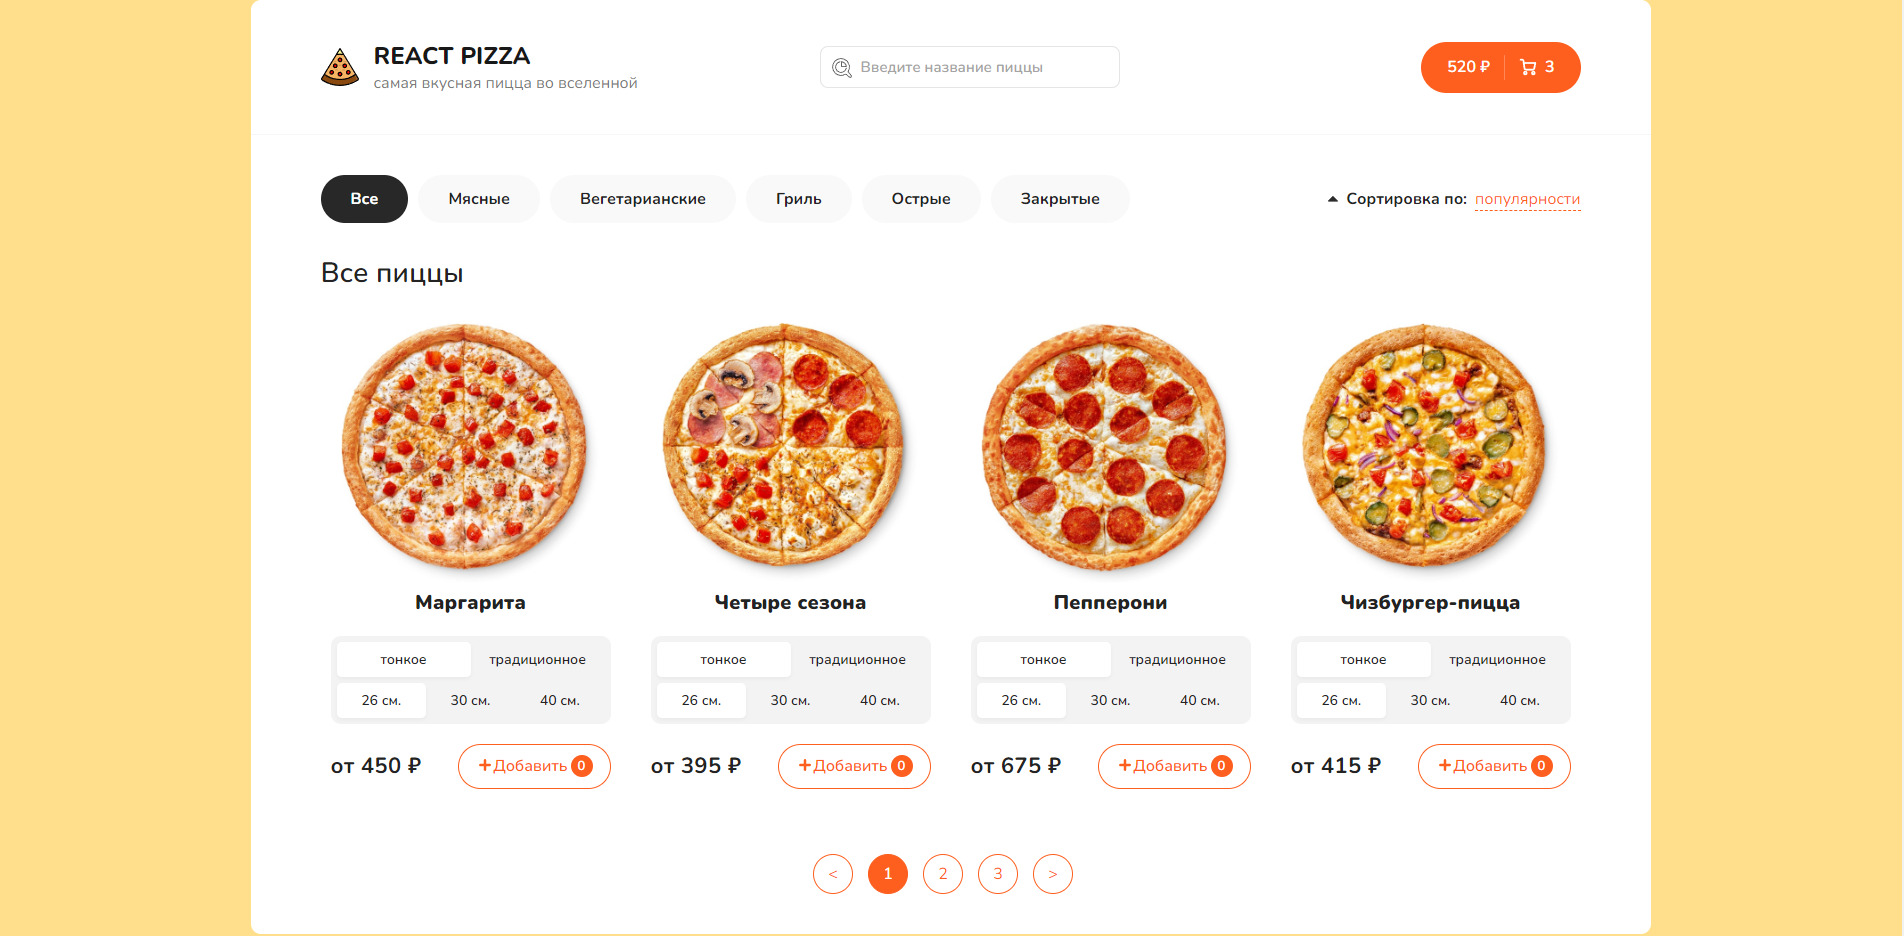 REACT PIZZA
самая вкусная пицца во вселенной
Введите название пиццы
520 ₽ 3
Все Мясные Вегетарианские Гриль Острые Закрытые Сортировка по: популярности
Все пиццы
Маргарита Четыре сезона Пепперони Чизбургер-пицца
тонкое традиционное тонкое традиционное тонкое традиционное тонкое традиционное
26 см. 30 см. 40 см. 26 см. 30 см. 40 см. 26 см. 30 см. 40 см. 26 см. 30 см. 40 см.
от 450 ₽ +Добавить 0 от 395 ₽ +Добавить 0 от 675 ₽ +Добавить 0 от 415 ₽ +Добавить 0
< 1 2 3 >